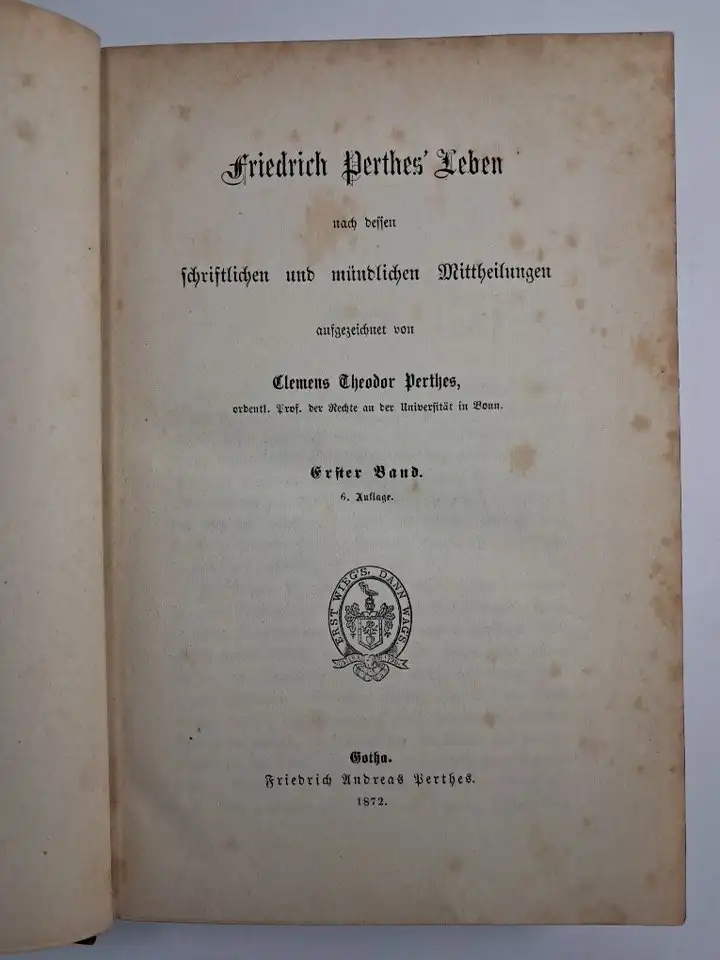 Friedrich Perthes' Leben
nach dessen
schriftlichen und mündlichen Mittheilungen
aufgezeichnet von
Clemens Theodor Perthes,
ordentl. Prof. der Rechte an der Universität in Bonn.
Erster Band.
6. Auflage.
ERST WIEG'S, DANN WAG'S.
Gotha.
Friedrich Andreas Perthes.
1872.